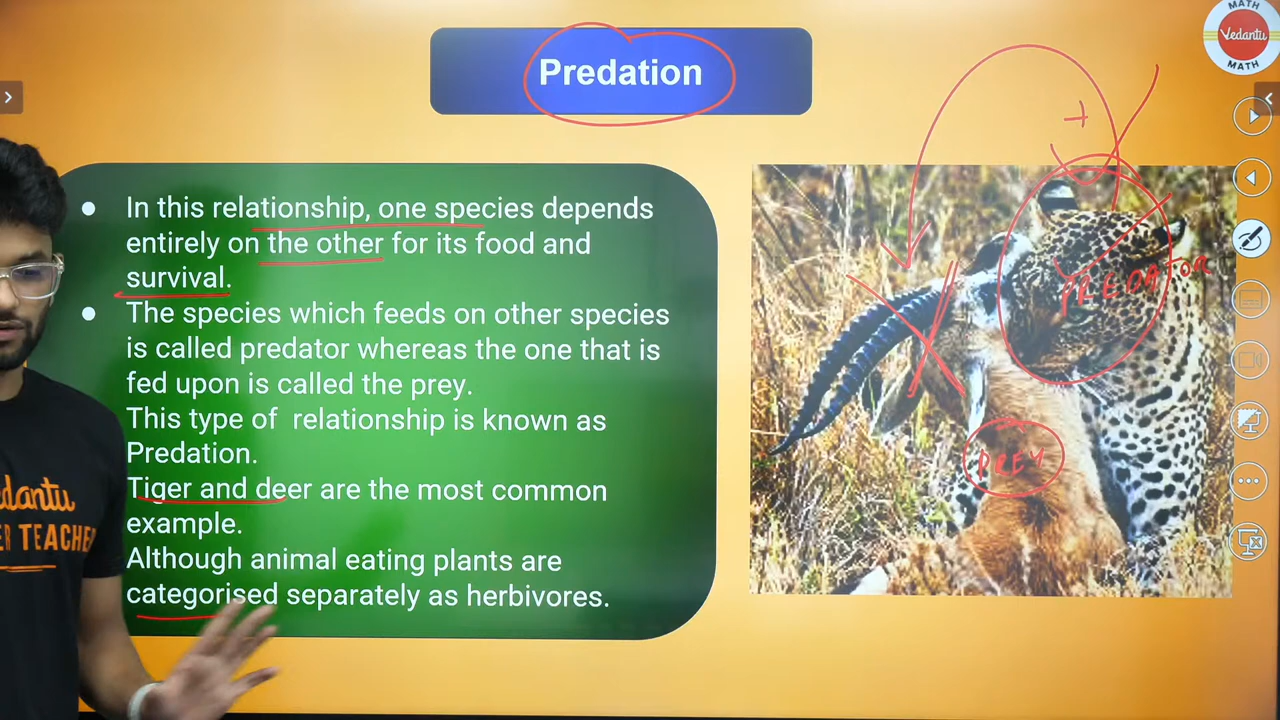 Predation
MATH
Vedantu
MATH
In this relationship, one species depends
entirely on the other for its food and
survival.
The species which feeds on other species
is called predator whereas the one that is
fed upon is called the prey.
This type of relationship is known as
Predation.
Tiger and deer are the most common
example.
Although animal eating plants are
categorised separately as herbivores.
+
PREDATOR
PREY
edantu
ER TEACHER